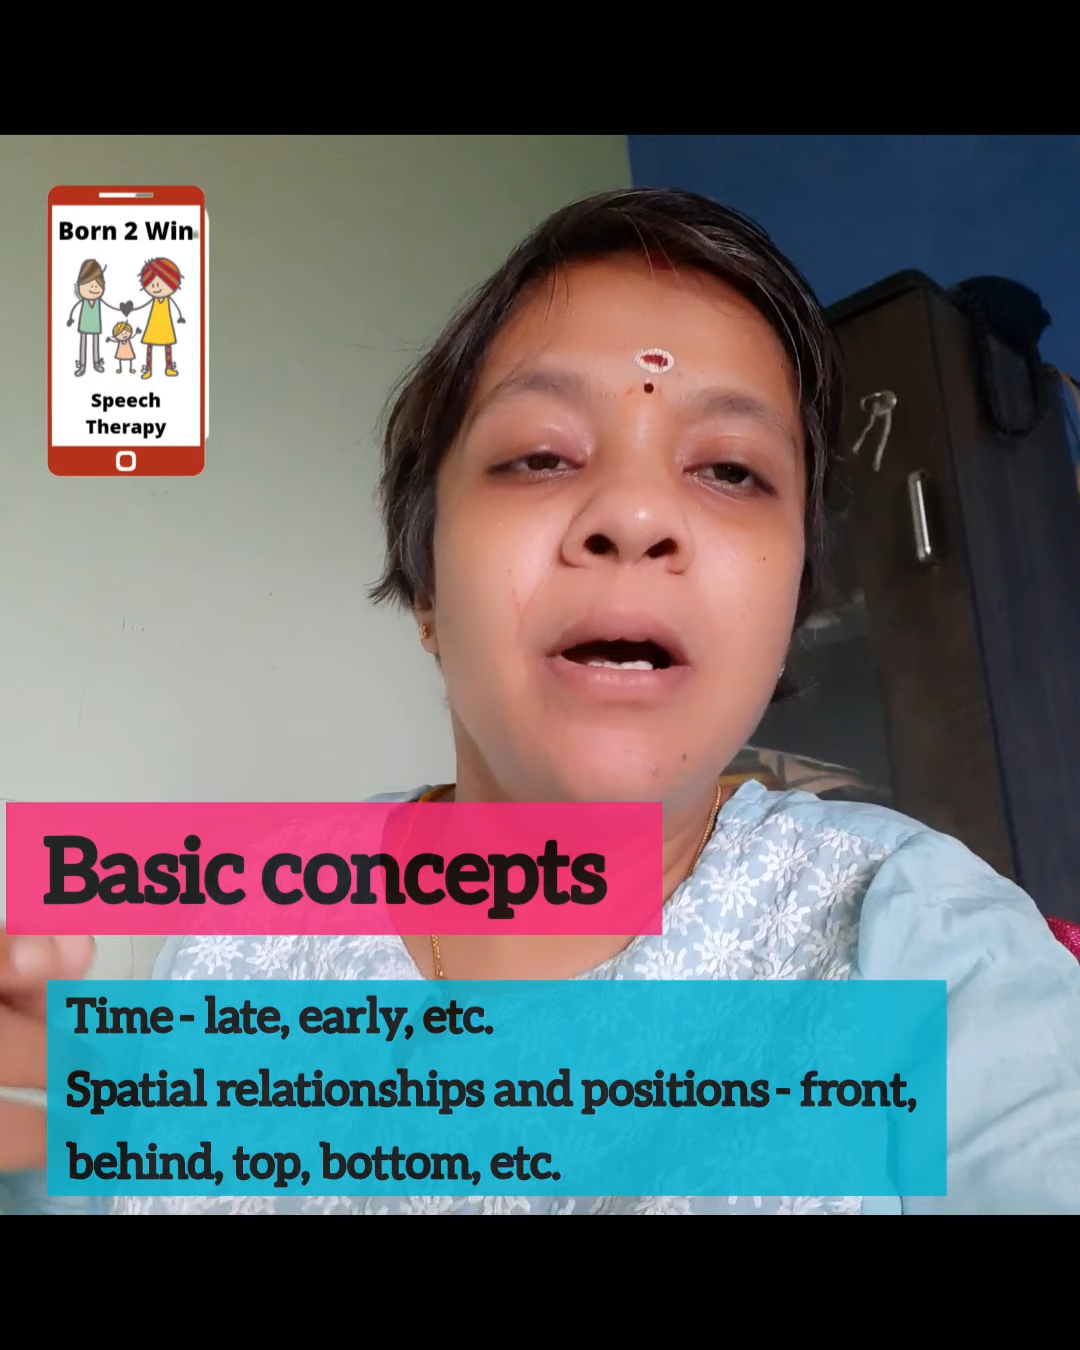 Born 2 Win
Speech
Therapy
Basic concepts
Time - late, early, etc.
Spatial relationships and positions - front,
behind, top, bottom, etc.